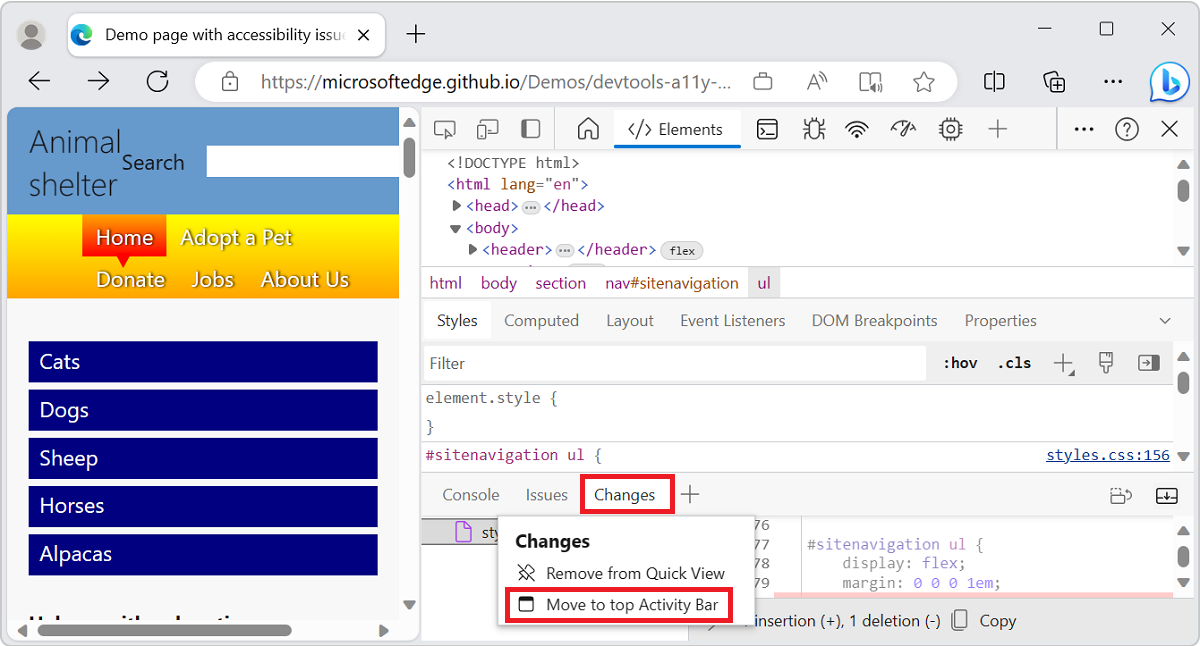 Demo page with accessibility issue
https://microsoftedge.github.io/Demos/devtools-a11y-...
Animal
shelter
Search
Home Adopt a Pet
Donate Jobs About Us
Cats
Dogs
Sheep
Horses
Alpacas
</> Elements
<!DOCTYPE html>
<html lang="en">
<head> ... </head>
<body>
<header> ... </header> flex
html body section nav#sitenavigation ul
Styles Computed Layout Event Listeners DOM Breakpoints Properties
Filter :hov .cls
element.style {
}
#sitenavigation ul { styles.css:156
Console Issues Changes
sty
Changes
Remove from Quick View
Move to top Activity Bar
76
77 #sitenavigation ul {
78 display: flex;
79 margin: 0 0 0 1em;
insertion (+), 1 deletion (-) Copy